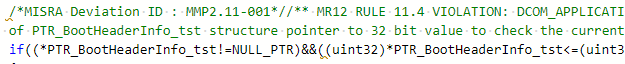 /*MISRA Deviation ID : MMP2.11-001*//** MR12 RULE 11.4 VIOLATION: DCOM_APPLICATI
of PTR_BootHeaderInfo_tst structure pointer to 32 bit value to check the current
if((*PTR_BootHeaderInfo_tst!=NULL_PTR)&&((uint32)*PTR_BootHeaderInfo_tst<=(uint3